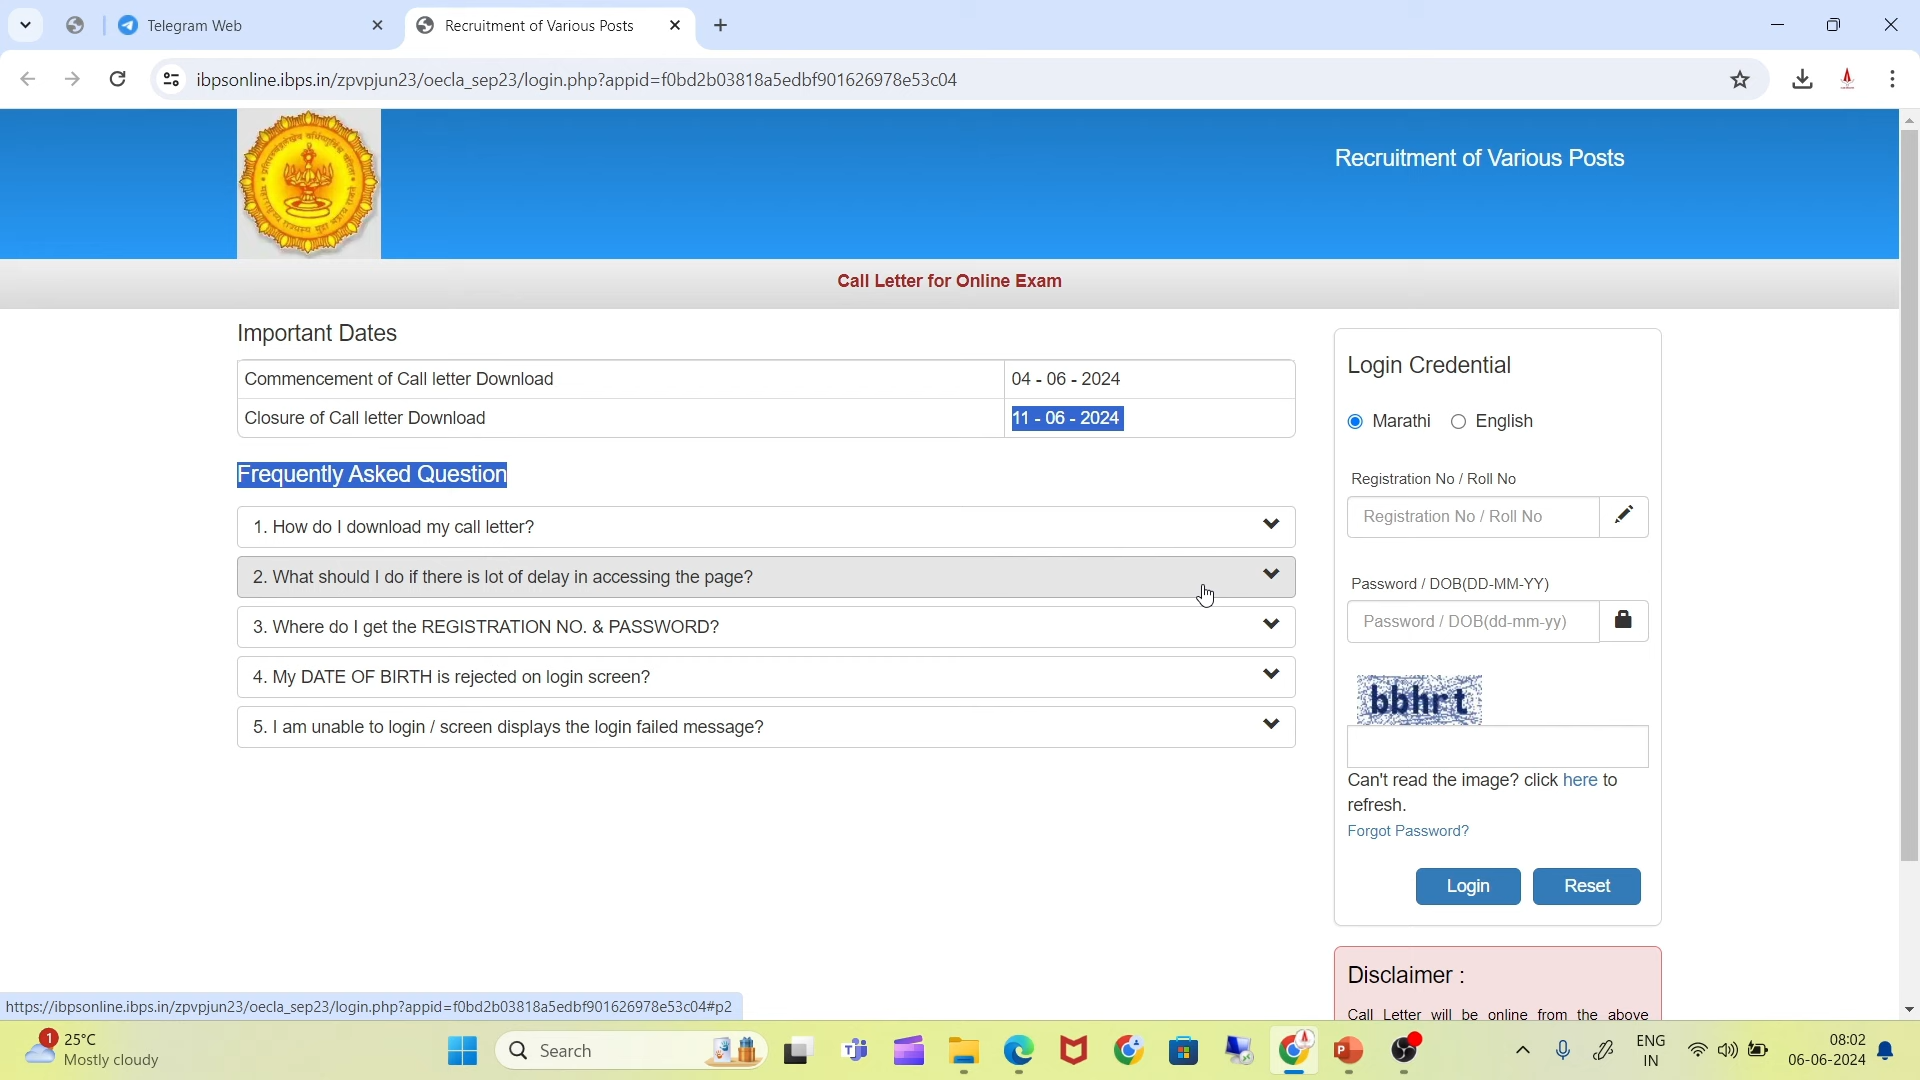 Telegram Web
Recruitment of Various Posts
ibpsonline.ibps.in/zpvpjun23/oecla_sep23/login.php?appid=f0bd2b03818a5edbf901626978e53c04
Recruitment of Various Posts
Call Letter for Online Exam
Important Dates
Commencement of Call letter Download 04 - 06 - 2024
Closure of Call letter Download 11 - 06 - 2024
Frequently Asked Question
1. How do I download my call letter?
2. What should I do if there is lot of delay in accessing the page?
3. Where do I get the REGISTRATION NO. & PASSWORD?
4. My DATE OF BIRTH is rejected on login screen?
5. I am unable to login / screen displays the login failed message?
Login Credential
Marathi English
Registration No / Roll No
Registration No / Roll No
Password / DOB(DD-MM-YY)
Password / DOB(dd-mm-yy)
bbhrt
Can't read the image? click here to
refresh.
Forgot Password?
Login Reset
Disclaimer :
Call Letter will be online from the above
https://ibpsonline.ibps.in/zpvpjun23/oecla_sep23/login.php?appid=f0bd2b03818a5edbf901626978e53c04#p2
1
25°C
Mostly cloudy
Search
ENG
IN
08:02
06-06-2024